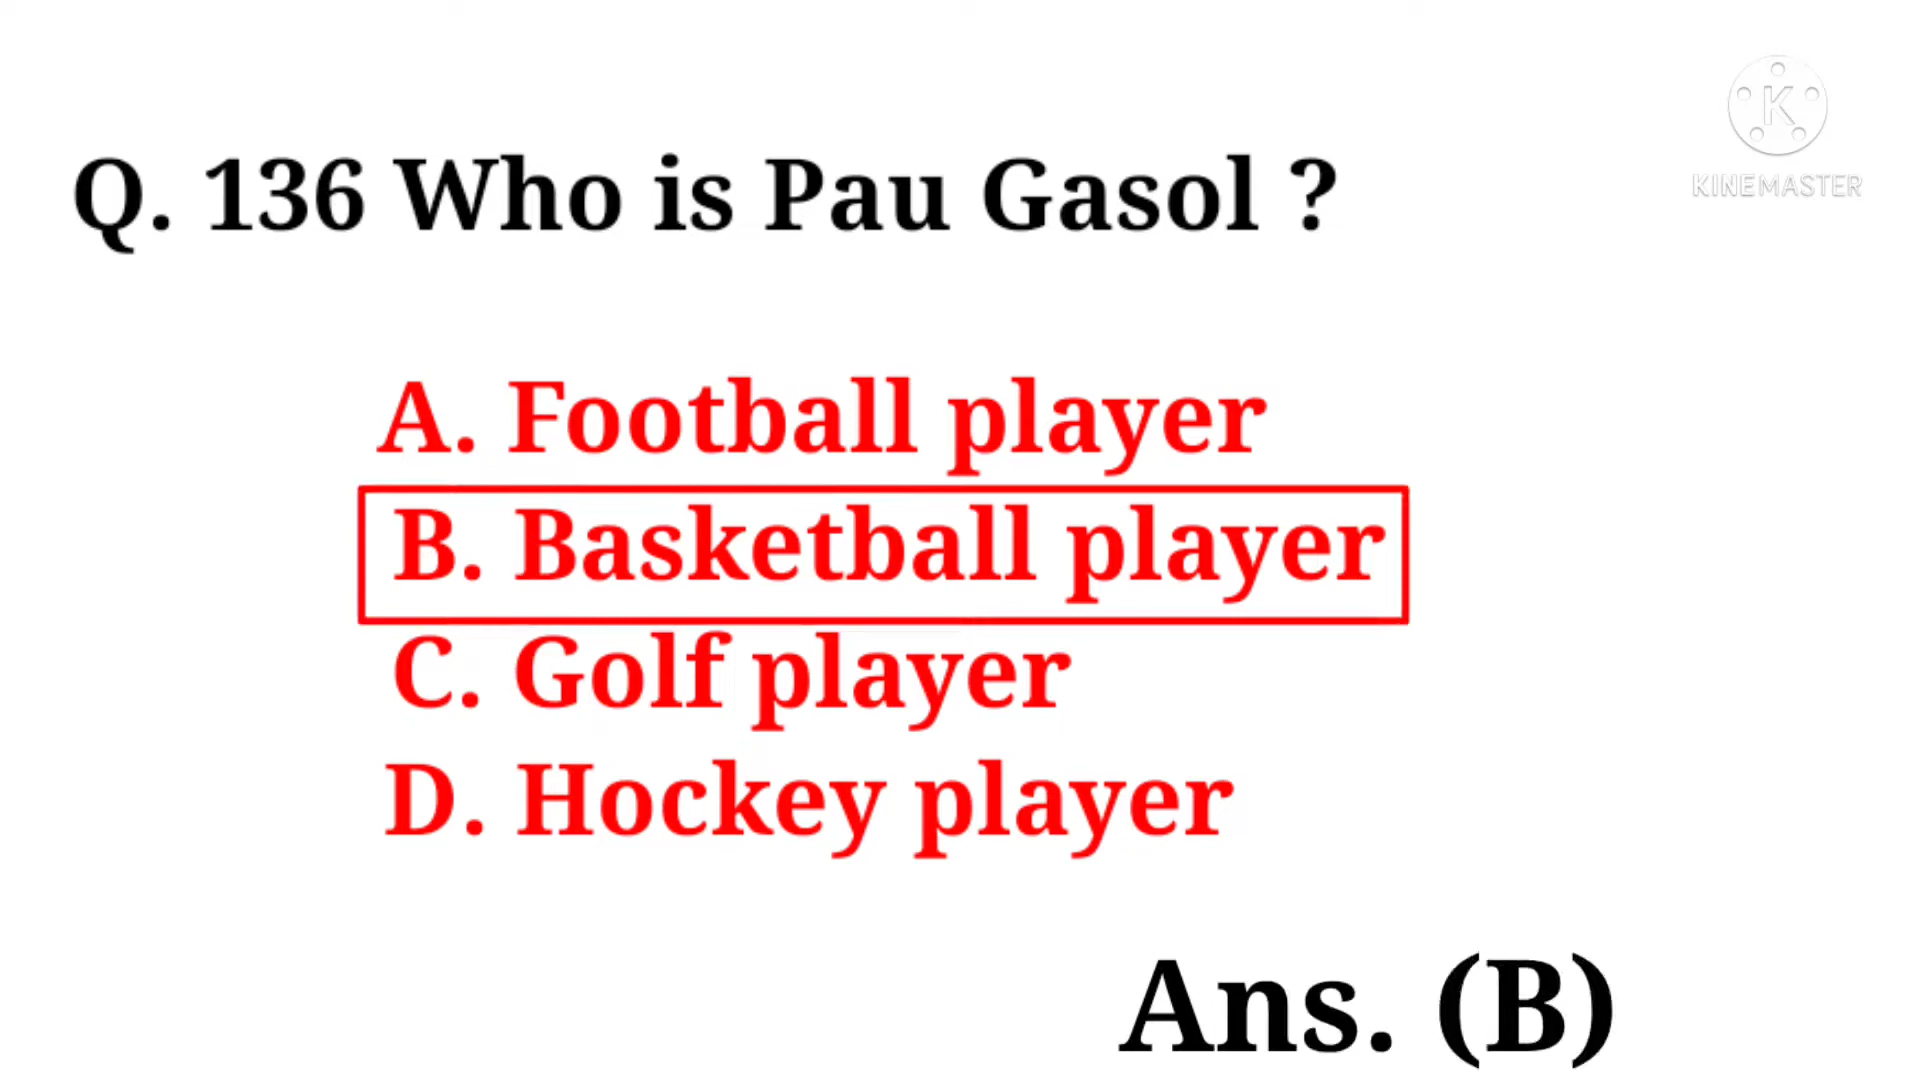 Q. 136 Who is Pau Gasol ?
K
KINEMASTER
A. Football player
B. Basketball player
C. Golf player
D. Hockey player
Ans. (B)